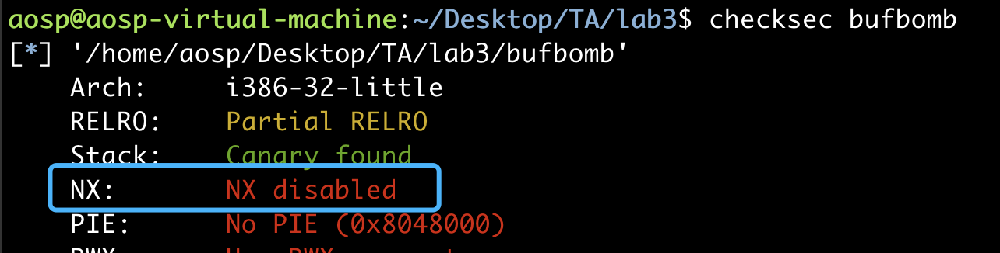 aosp@aosp-virtual-machine:~/Desktop/TA/lab3$ checksec bufbomb
[*] '/home/aosp/Desktop/TA/lab3/bufbomb'
Arch: i386-32-little
RELRO: Partial RELRO
Stack: Canary found
NX: NX disabled
PIE: No PIE (0x8048000)